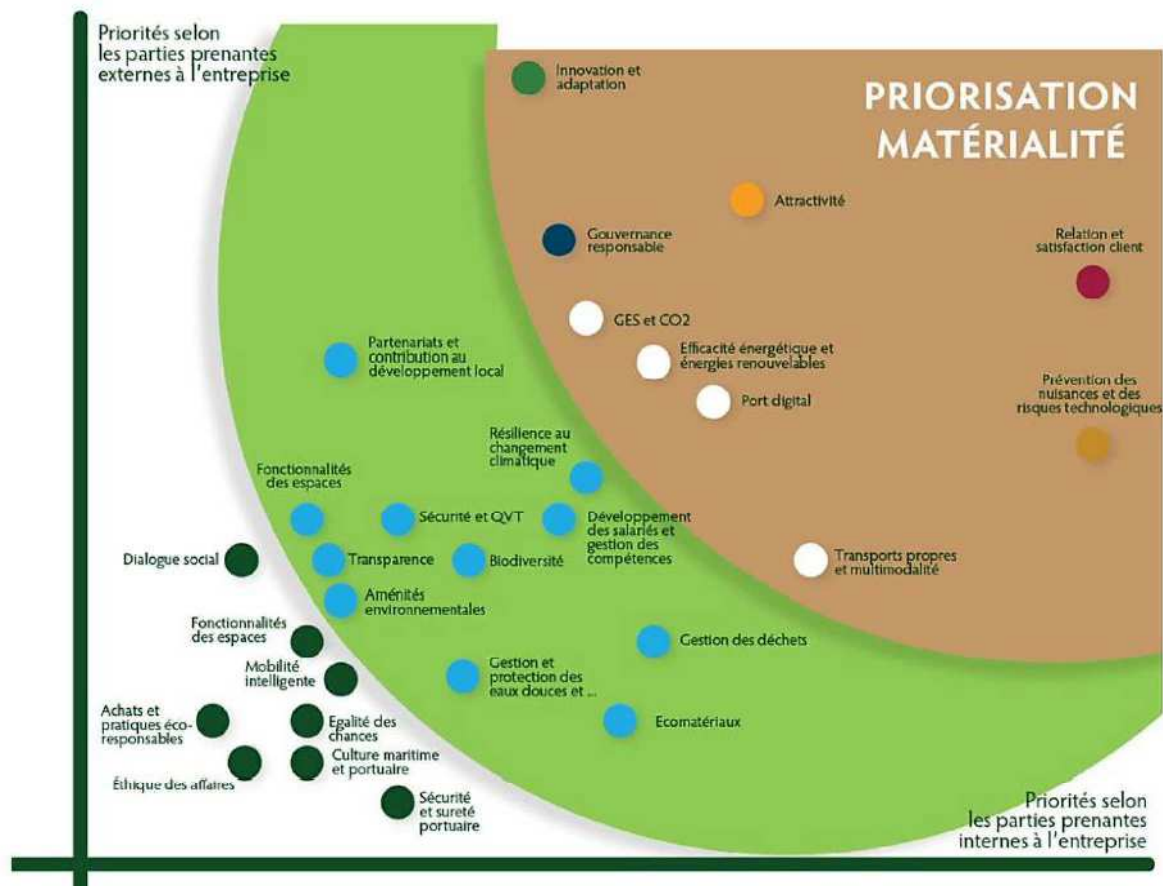 Priorités selon
les parties prenantes
externes à l'entreprise
Innovation et
adaptation
PRIORISATION
MATÉRIALITÉ
Attractivité
Gouvernance
responsable
Relation et
satisfaction client
GES et CO2
Partenariats et
contribution au
développement local
Efficacité énergétique et
énergies renouvelables
Port digital
Prévention des
nuisances et des
risques technologiques
Résilience au
changement
climatique
Fonctionnalités
des espaces
Sécurité et QVT
Développement
des salariés et
gestion des
compétences
Dialogue social
Transparence
Biodiversité
Transports propres
et multimodalité
Aménités
environnementales
Fonctionnalités
des espaces
Gestion des déchets
Mobilité
intelligente
Gestion et
protection des
eaux douces et ...
Achats et
pratiques éco-
responsables
Egalité des
chances
Ecomatériaux
Culture maritime
et portuaire
Éthique des affaires
Sécurité
et sureté
portuaire
Priorités selon
les parties prenantes
internes à l'entreprise